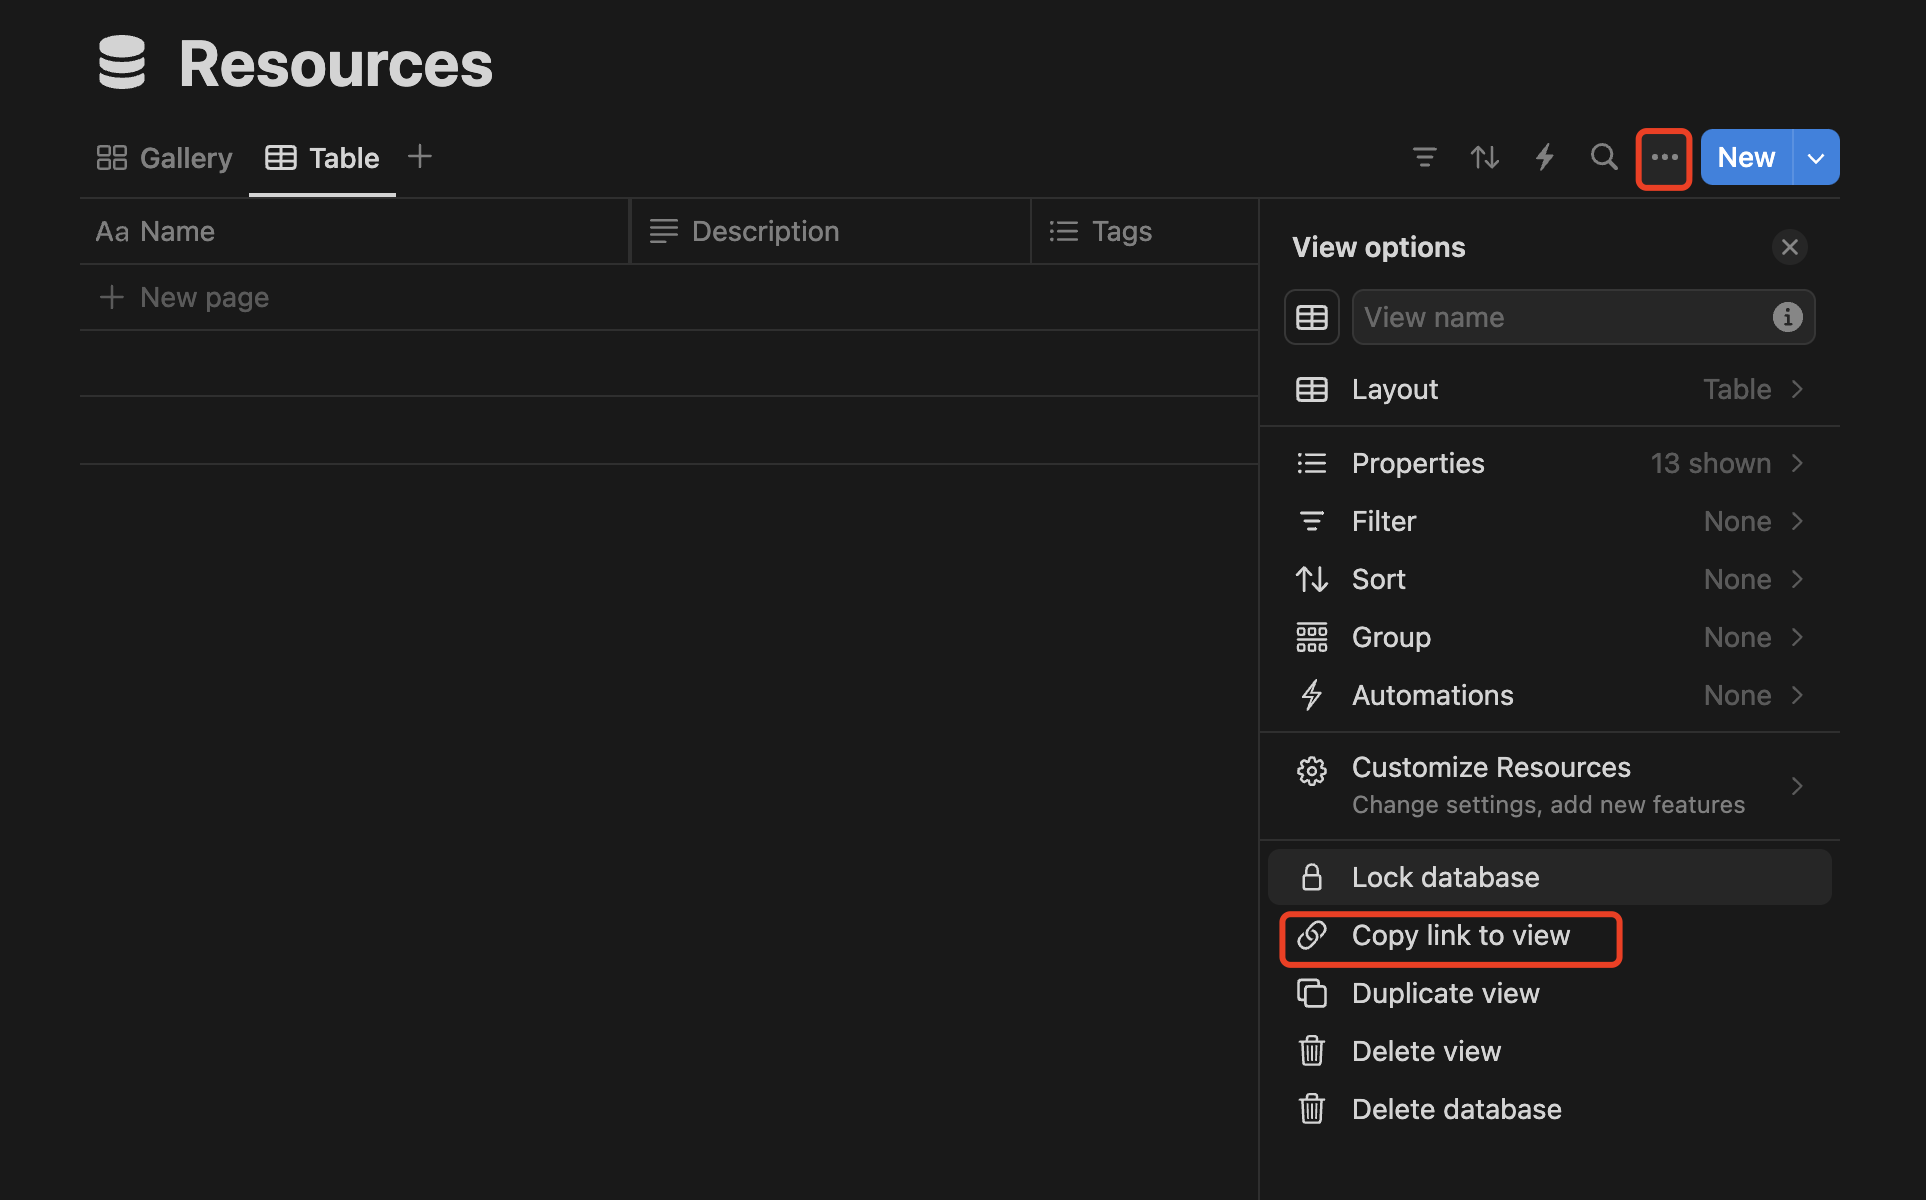 Resources
Gallery Table New
Aa Name Description Tags
New page
View options
View name
Layout Table
Properties 13 shown
Filter None
Sort None
Group None
Automations None
Customize Resources
Change settings, add new features
Lock database
Copy link to view
Duplicate view
Delete view
Delete database